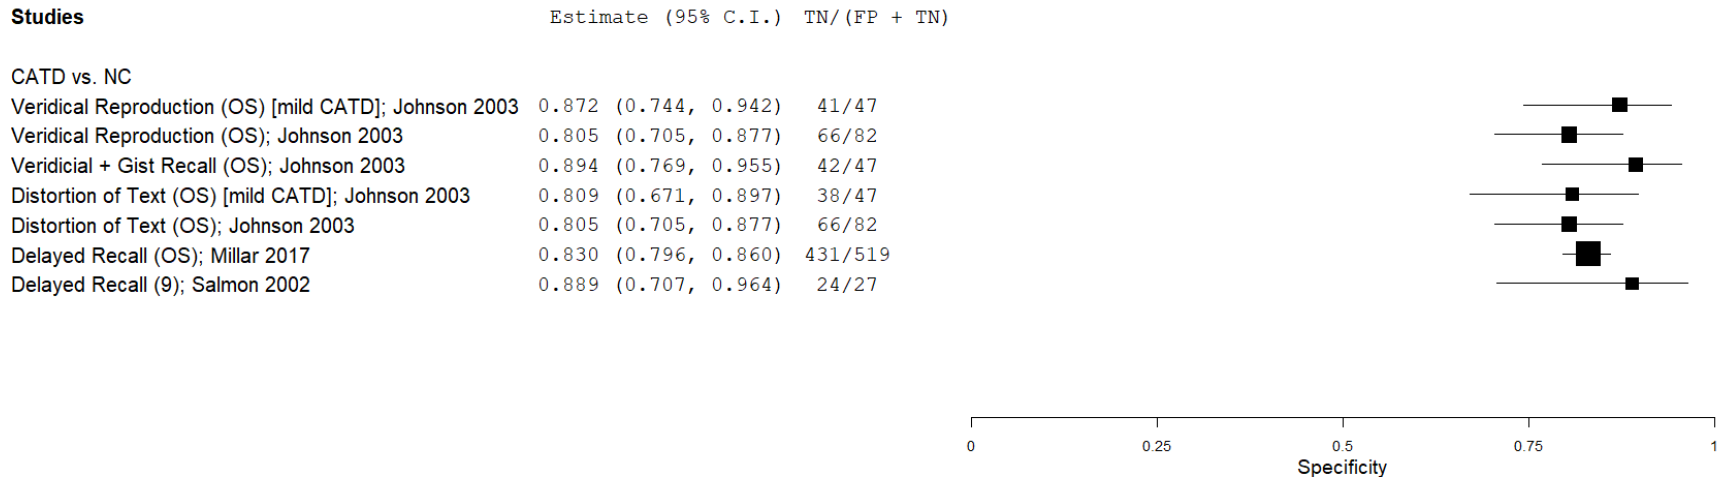 Studies Estimate (95% C.I.) TN/(FP + TN)
CATD vs. NC
Veridical Reproduction (OS) [mild CATD]; Johnson 2003 0.872 (0.744, 0.942) 41/47
Veridical Reproduction (OS); Johnson 2003 0.805 (0.705, 0.877) 66/82
Veridicial + Gist Recall (OS); Johnson 2003 0.894 (0.769, 0.955) 42/47
Distortion of Text (OS) [mild CATD]; Johnson 2003 0.809 (0.671, 0.897) 38/47
Distortion of Text (OS); Johnson 2003 0.805 (0.705, 0.877) 66/82
Delayed Recall (OS); Millar 2017 0.830 (0.796, 0.860) 431/519
Delayed Recall (9); Salmon 2002 0.889 (0.707, 0.964) 24/27
0 0.25 0.5 0.75 1
Specificity